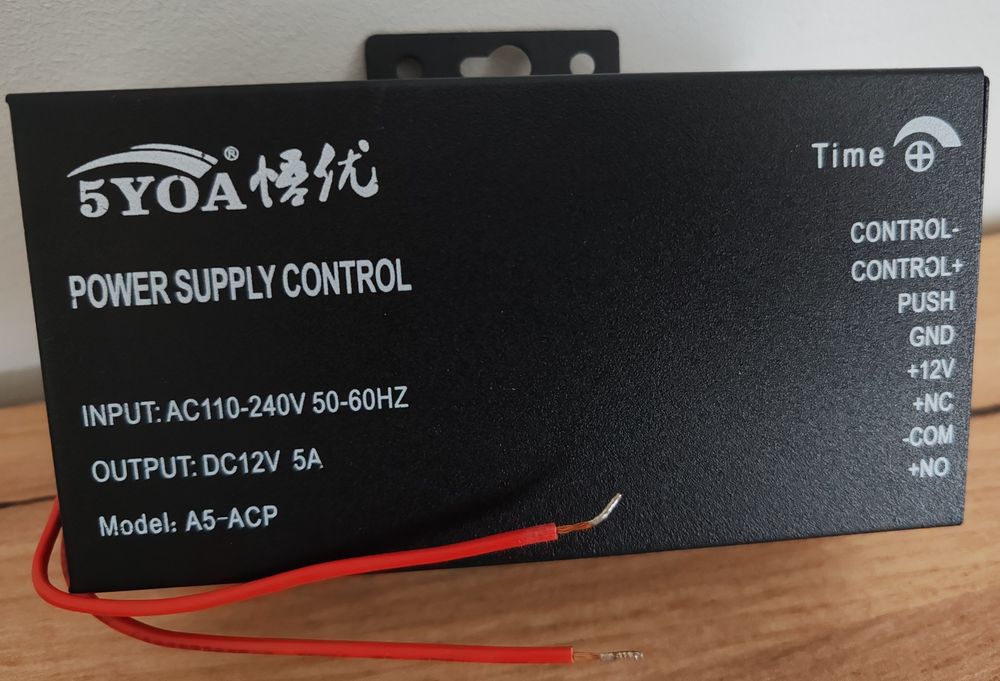 5YOA® 悟优
Time
POWER SUPPLY CONTROL
CONTROL-
CONTROL+
PUSH
GND
+12V
+NC
-COM
+NO
INPUT: AC110-240V 50-60HZ
OUTPUT: DC12V 5A
Model: A5-ACP